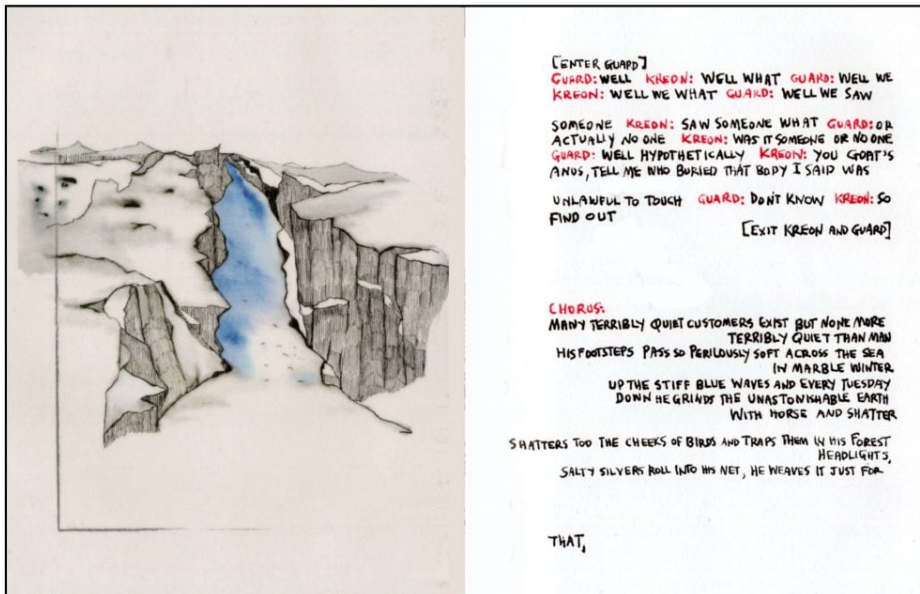 [ENTER GUARD]
GUARD: WELL KREON: WELL WHAT GUARD: WELL WE
KREON: WELL WE WHAT GUARD: WELL WE SAW
SOMEONE KREON: SAW SOMEONE WHAT GUARD: OR
ACTUALLY NO ONE KREON: WAS IT SOMEONE OR NO ONE
GUARD: WELL HYPOTHETICALLY KREON: YOU GOAT'S
ANUS, TELL ME WHO BURIED THAT BODY I SAID WAS
UNLAWFUL TO TOUCH GUARD: DON'T KNOW KREON: SO
FIND OUT
[EXIT KREON AND GUARD]
CHORUS:
MANY TERRIBLY QUIET CUSTOMERS EXIST BUT NONE MORE
TERRIBLY QUIET THAN MAN
HIS FOOTSTEPS PASS SO PERILOUSLY SOFT ACROSS THE SEA
IN MARBLE WINTER
UP THE STIFF BLUE WAVES AND EVERY TUESDAY
DOWN HE GRINDS THE UNASTONISHABLE EARTH
WITH HORSE AND SHATTER
SHATTERS TOO THE CHEEKS OF BIRDS AND TRAPS THEM IN HIS FOREST
HEADLIGHTS,
SALTY SILVERS ROLL INTO HIS NET, HE WEAVES IT JUST FOR
THAT,